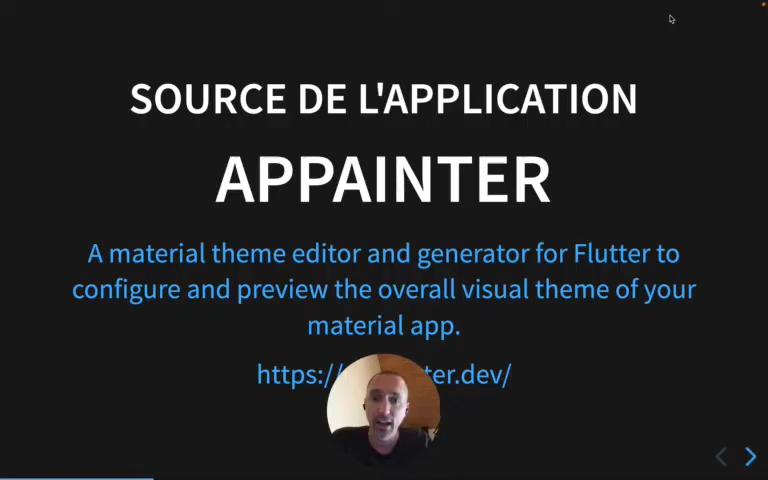 SOURCE DE L'APPLICATION
APPAINTER
A material theme editor and generator for Flutter to
configure and preview the overall visual theme of your
material app.
https://
ter.dev/